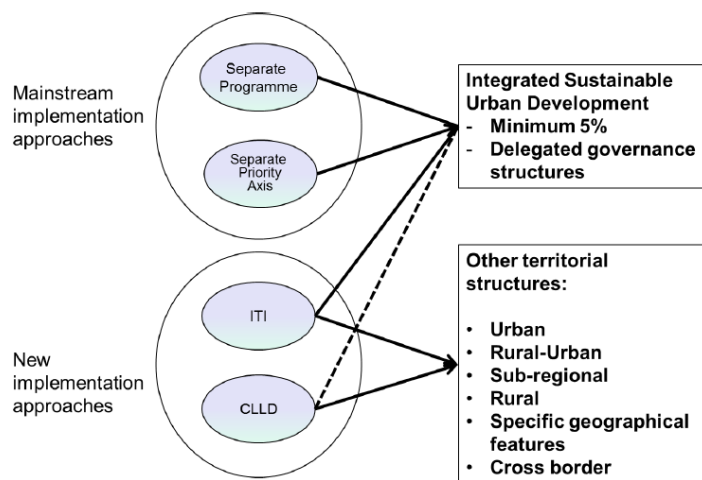 Mainstream
implementation
approaches
Separate
Programme
Separate
Priority
Axis
Integrated Sustainable
Urban Development
- Minimum 5%
- Delegated governance
structures
New
implementation
approaches
ITI
CLLD
Other territorial
structures:
• Urban
• Rural-Urban
• Sub-regional
• Rural
• Specific geographical
features
• Cross border